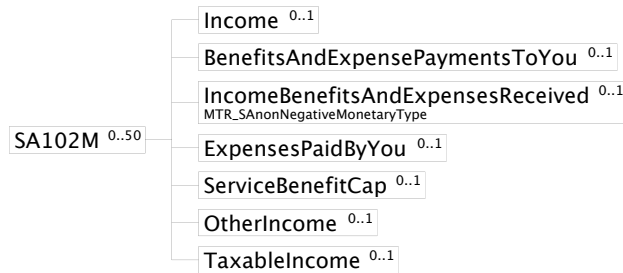 Income 0..1
BenefitsAndExpensePaymentsToYou 0..1
IncomeBenefitsAndExpensesReceived 0..1
MTR_SAnonNegativeMonetaryType
SA102M 0..50
ExpensesPaidByYou 0..1
ServiceBenefitCap 0..1
OtherIncome 0..1
TaxableIncome 0..1